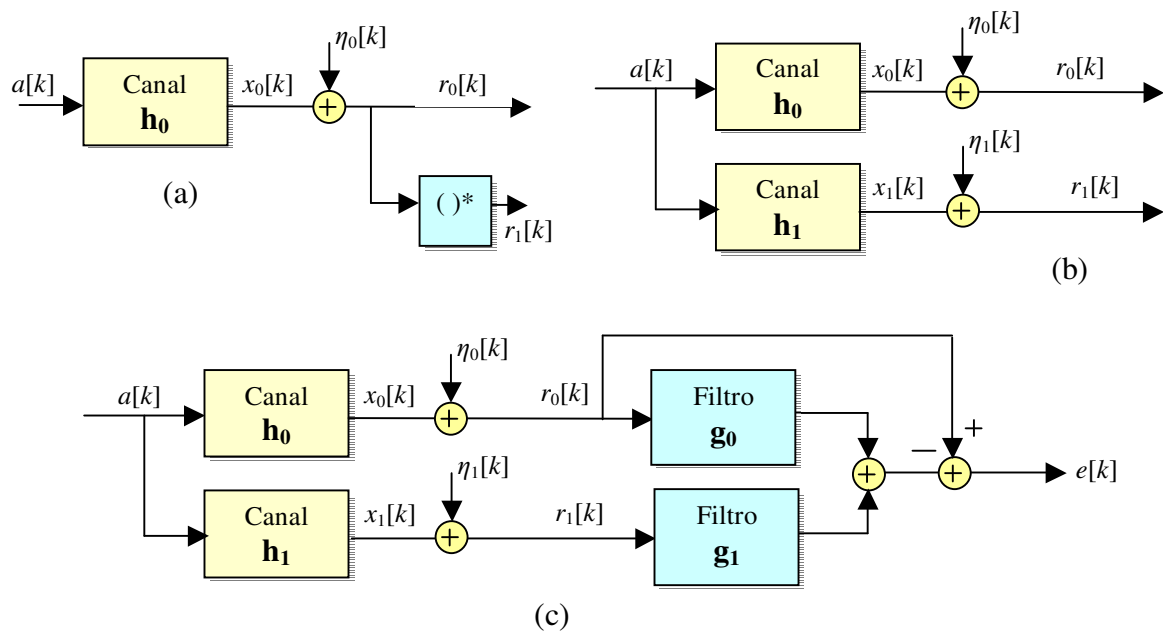 a[k]
Canal
h₀
x₀[k]
η₀[k]
+
r₀[k]
( )*
r₁[k]
(a)
a[k]
Canal
h₀
x₀[k]
η₀[k]
+
r₀[k]
Canal
h₁
x₁[k]
η₁[k]
+
r₁[k]
(b)
a[k]
Canal
h₀
x₀[k]
η₀[k]
+
r₀[k]
Filtro
g₀
+
−
+
+
e[k]
Canal
h₁
x₁[k]
η₁[k]
+
r₁[k]
Filtro
g₁
(c)